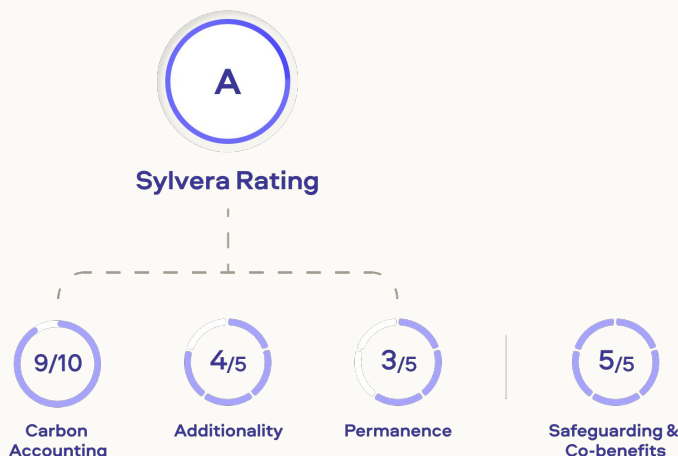 A
Sylvera Rating
9/10
4/5
3/5
5/5
Carbon
Accounting
Additionality
Permanence
Safeguarding &
Co-benefits